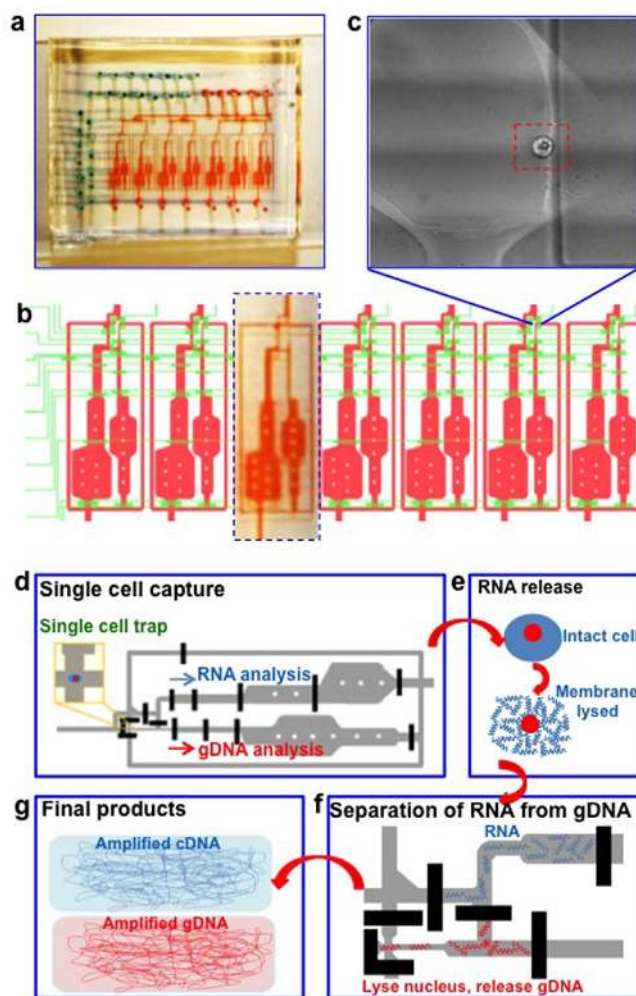 a
c
b
d
Single cell capture
Single cell trap
RNA analysis
gDNA analysis
e
RNA release
Intact cell
Membrane
lysed
g
Final products
Amplified cDNA
Amplified gDNA
f
Separation of RNA from gDNA
RNA
Lyse nucleus, release gDNA